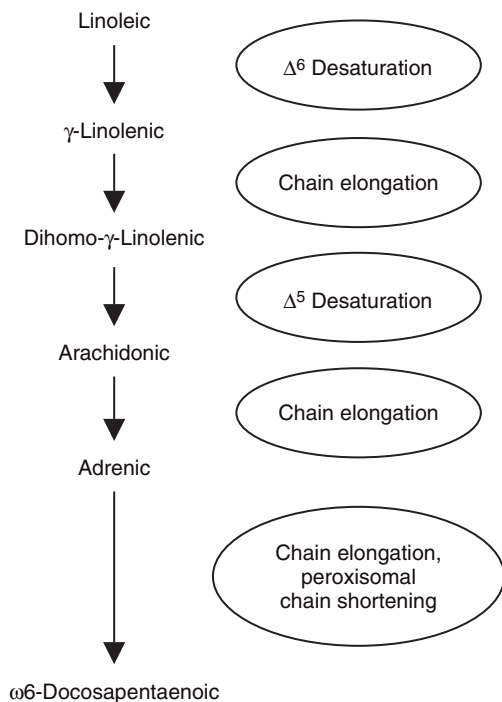 Linoleic
Δ⁶ Desaturation
γ-Linolenic
Chain elongation
Dihomo-γ-Linolenic
Δ⁵ Desaturation
Arachidonic
Chain elongation
Adrenic
Chain elongation,
peroxisomal
chain shortening
ω6-Docosapentaenoic